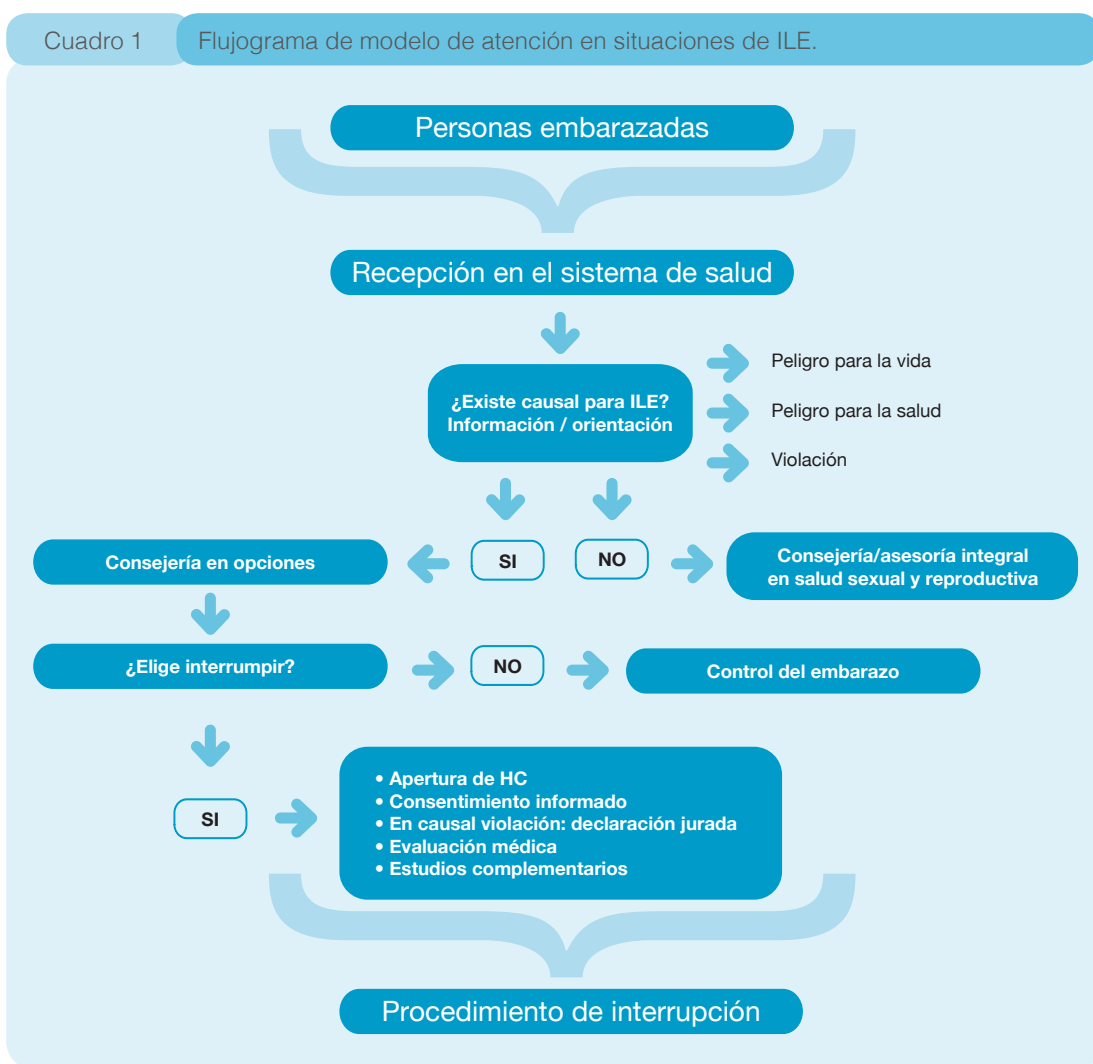 Cuadro 1
Flujograma de modelo de atención en situaciones de ILE.
Personas embarazadas
Recepción en el sistema de salud
¿Existe causal para ILE?
Información / orientación
Peligro para la vida
Peligro para la salud
Violación
Consejería en opciones
SI
NO
Consejería/asesoría integral
en salud sexual y reproductiva
¿Elige interrumpir?
NO
Control del embarazo
SI
• Apertura de HC
• Consentimiento informado
• En causal violación: declaración jurada
• Evaluación médica
• Estudios complementarios
Procedimiento de interrupción